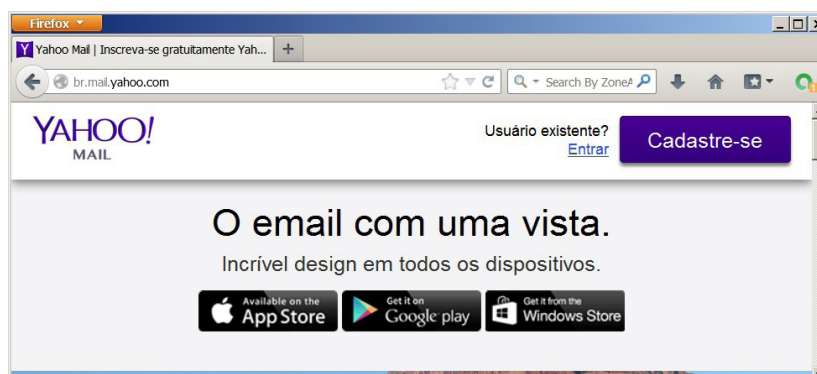 Firefox
Yahoo Mail | Inscreva-se gratuitamente Yah...
br.mail.yahoo.com
Search By ZoneA
YAHOO!
MAIL
Usuário existente?
Entrar
Cadastre-se
O email com uma vista.
Incrível design em todos os dispositivos.
Available on the
App Store
Get it on
Google play
Get it from the
Windows Store